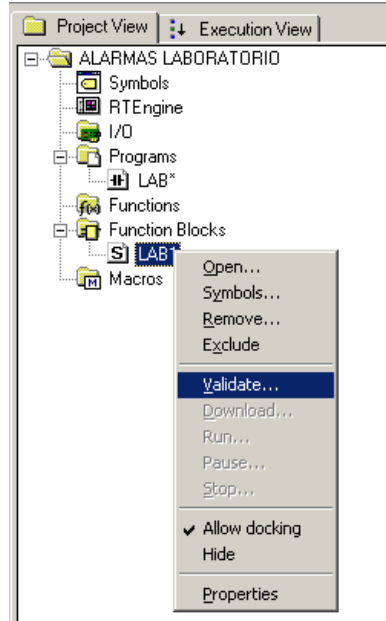 Project View Execution View
ALARMAS LABORATORIO
Symbols
RTEngine
I/O
Programs
LAB*
Functions
Function Blocks
LAB*
Macros
Open...
Symbols...
Remove...
Exclude
Validate...
Download...
Run...
Pause...
Stop...
Allow docking
Hide
Properties